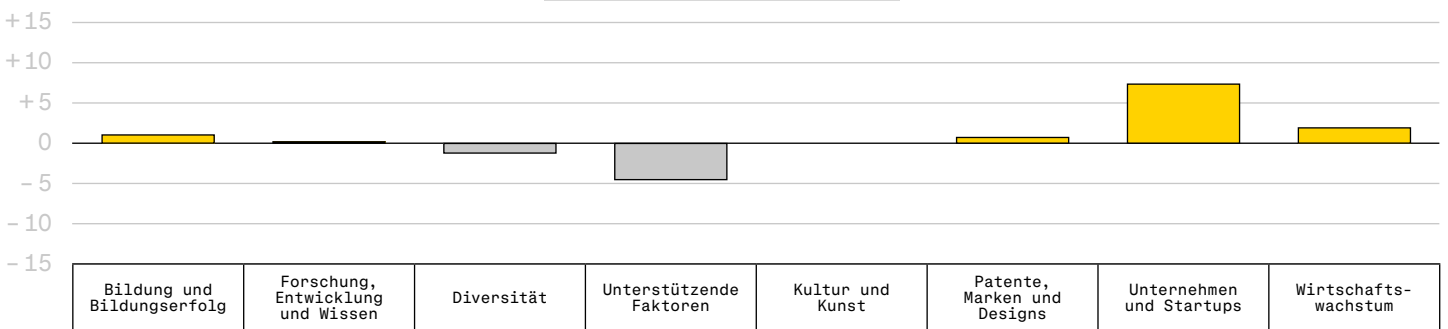 +15
+10
+5
0
-5
-10
-15
Bildung und
Bildungserfolg
Forschung,
Entwicklung
und Wissen
Diversität
Unterstützende
Faktoren
Kultur und
Kunst
Patente,
Marken und
Designs
Unternehmen
und Startups
Wirtschafts-
wachstum